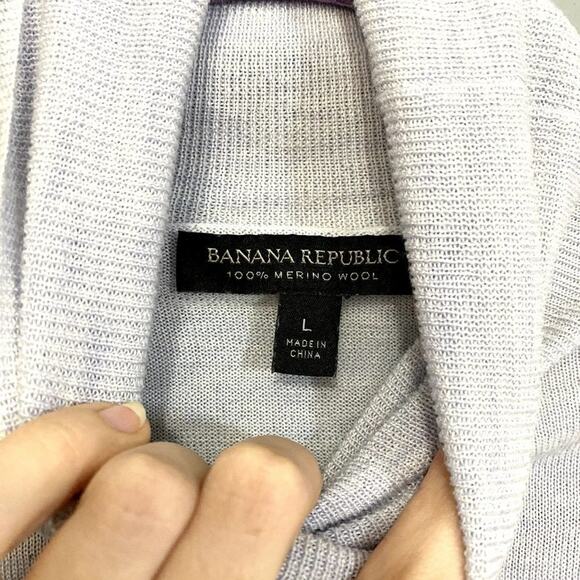 BANANA REPUBLIC
100% MERINO WOOL
L
MADE IN
CHINA